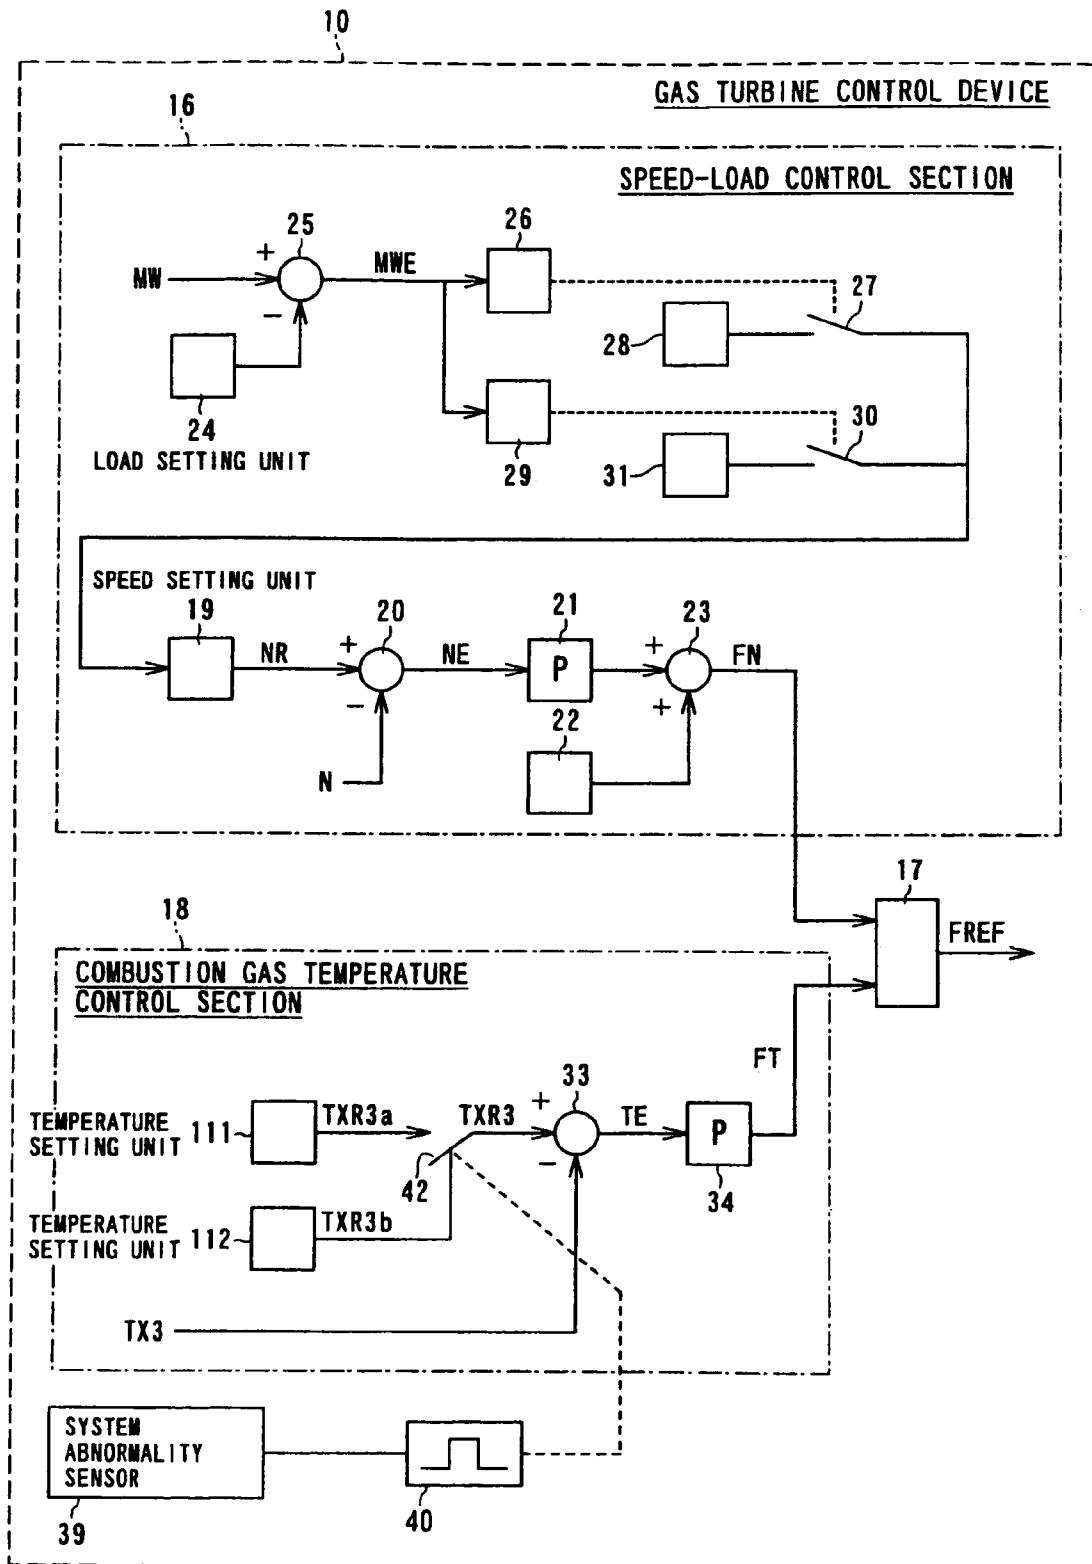 10
GAS TURBINE CONTROL DEVICE
16
SPEED-LOAD CONTROL SECTION
25
26
+
MW
MWE
−
27
28
24
LOAD SETTING UNIT
29
30
31
SPEED SETTING UNIT
19
20
21
23
NR
+
NE
P
+
FN
−
+
22
N
17
FREF
18
COMBUSTION GAS TEMPERATURE
CONTROL SECTION
FT
33
TEMPERATURE
SETTING UNIT
111
TXR3a
TXR3
+
TE
P
−
42
34
TEMPERATURE
SETTING UNIT
112
TXR3b
TX3
SYSTEM
ABNORMALITY
SENSOR
39
40